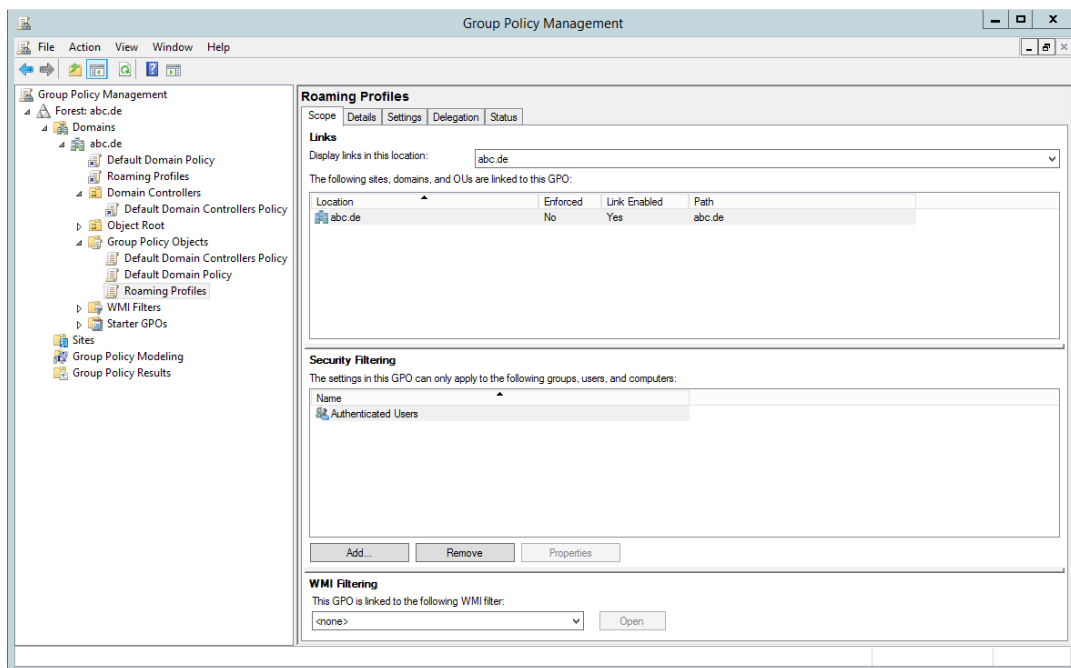 Group Policy Management
File Action View Window Help
Group Policy Management
Forest: abc.de
Domains
abc.de
Default Domain Policy
Roaming Profiles
Domain Controllers
Default Domain Controllers Policy
Object Root
Group Policy Objects
Default Domain Controllers Policy
Default Domain Policy
Roaming Profiles
WMI Filters
Starter GPOs
Sites
Group Policy Modeling
Group Policy Results
Roaming Profiles
Scope Details Settings Delegation Status
Links
Display links in this location: abc.de
The following sites, domains, and OUs are linked to this GPO:
Location Enforced Link Enabled Path
abc.de No Yes abc.de
Security Filtering
The settings in this GPO can only apply to the following groups, users, and computers:
Name
Authenticated Users
Add... Remove Properties
WMI Filtering
This GPO is linked to the following WMI filter:
<none> Open